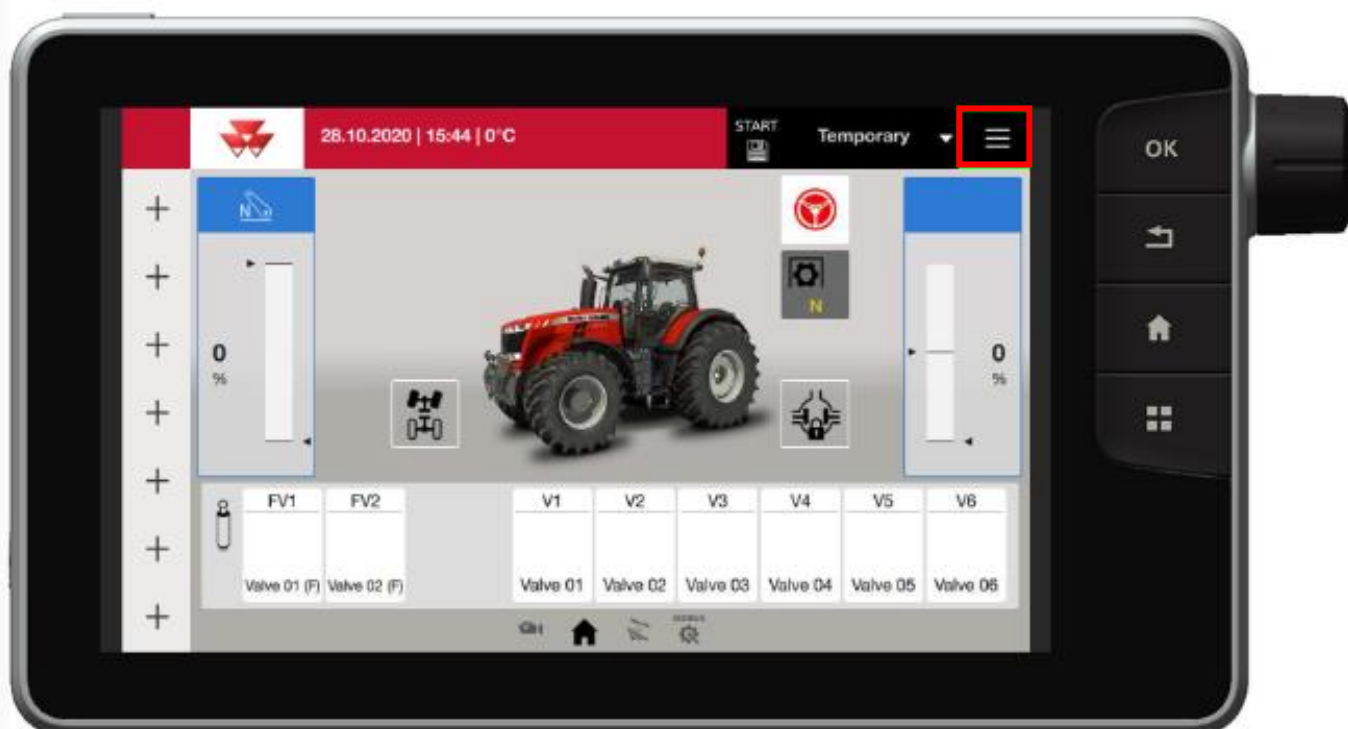 28.10.2020 | 15:44 | 0°C
START
Temporary
OK
N
N
0
%
0
%
FV1 FV2 V1 V2 V3 V4 V5 V6
Valve 01 (F) Valve 02 (F) Valve 01 Valve 02 Valve 03 Valve 04 Valve 05 Valve 06